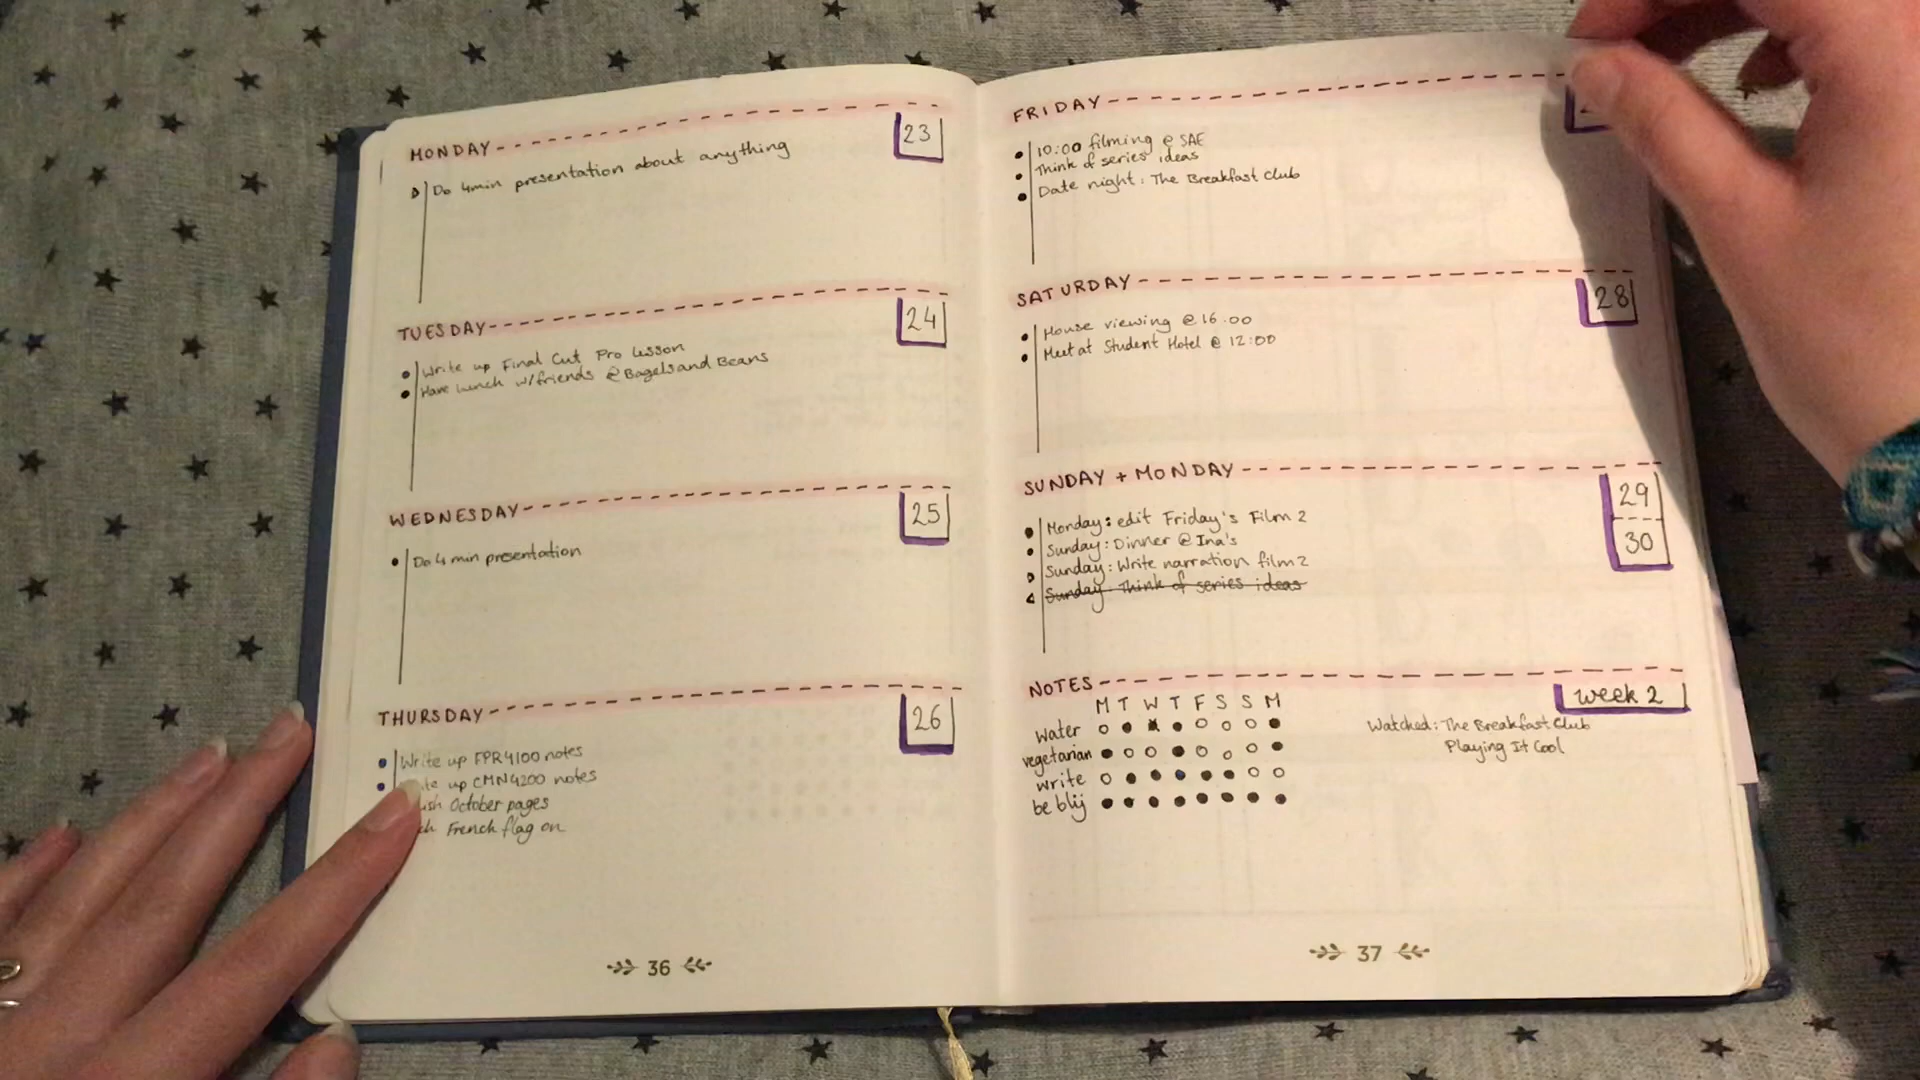 MONDAY
23
Do 4min presentation about anything
TUESDAY
24
Write up Final Cut Pro Lesson
Have lunch w/friends @Bagels and Beans
WEDNESDAY
25
Do 4 min presentation
THURSDAY
26
Write up FPR4100 notes
up CMN4200 notes
October pages
French flag on
36
FRIDAY
10:00 filming @ SAE
Think of series ideas
Date night: The Breakfast Club
SATURDAY
28
House viewing @ 16:00
Meet at Student Hotel @ 12:00
SUNDAY + MONDAY
29
30
Monday: edit Friday's Film 2
Sunday: Dinner @ Ina's
Sunday: Write narration film 2
Sunday: Think of series ideas
NOTES
week 2
M T W T F S S M
water
vegetarian
write
be blij
Watched: The Breakfast Club
Playing It Cool
37